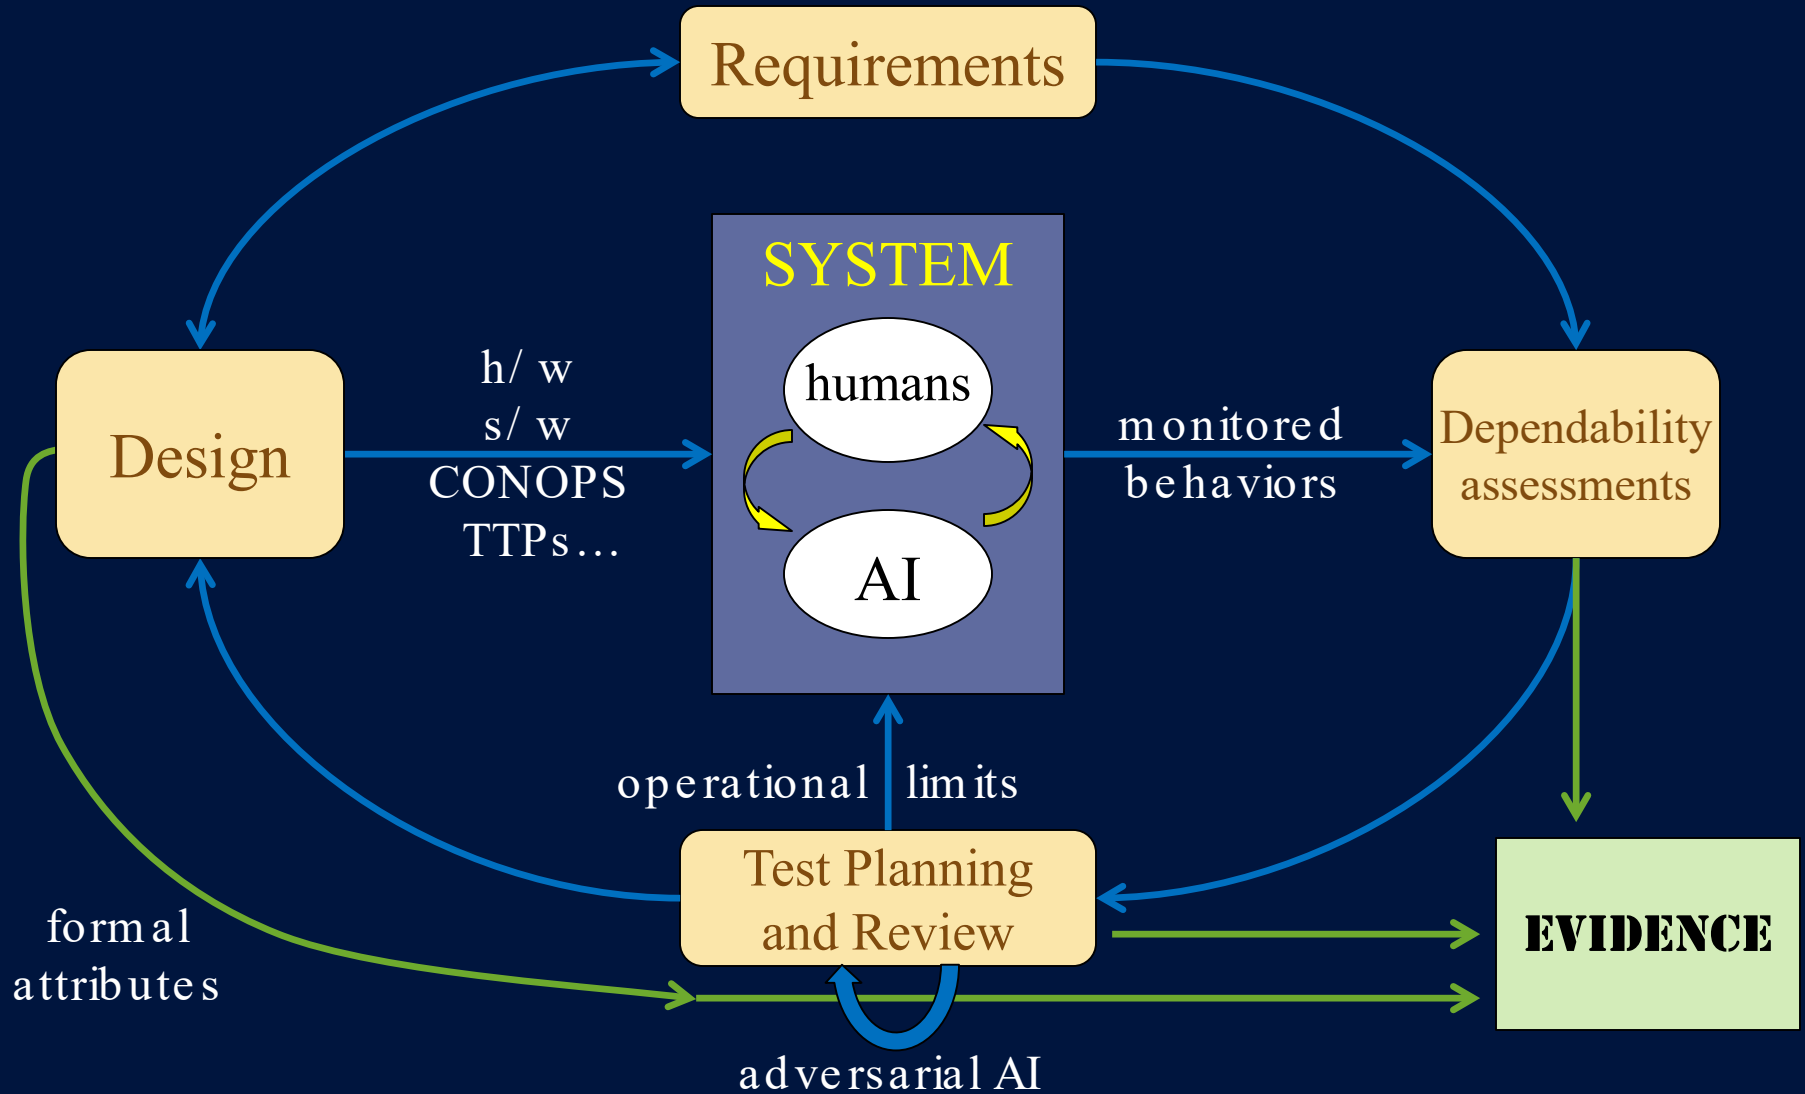 Requirements
SYSTEM
humans
AI
Design
h/w
s/w
CONOPS
TTPs...
monitored
behaviors
Dependability
assessments
operational limits
Test Planning
and Review
formal
attributes
EVIDENCE
adversarial AI